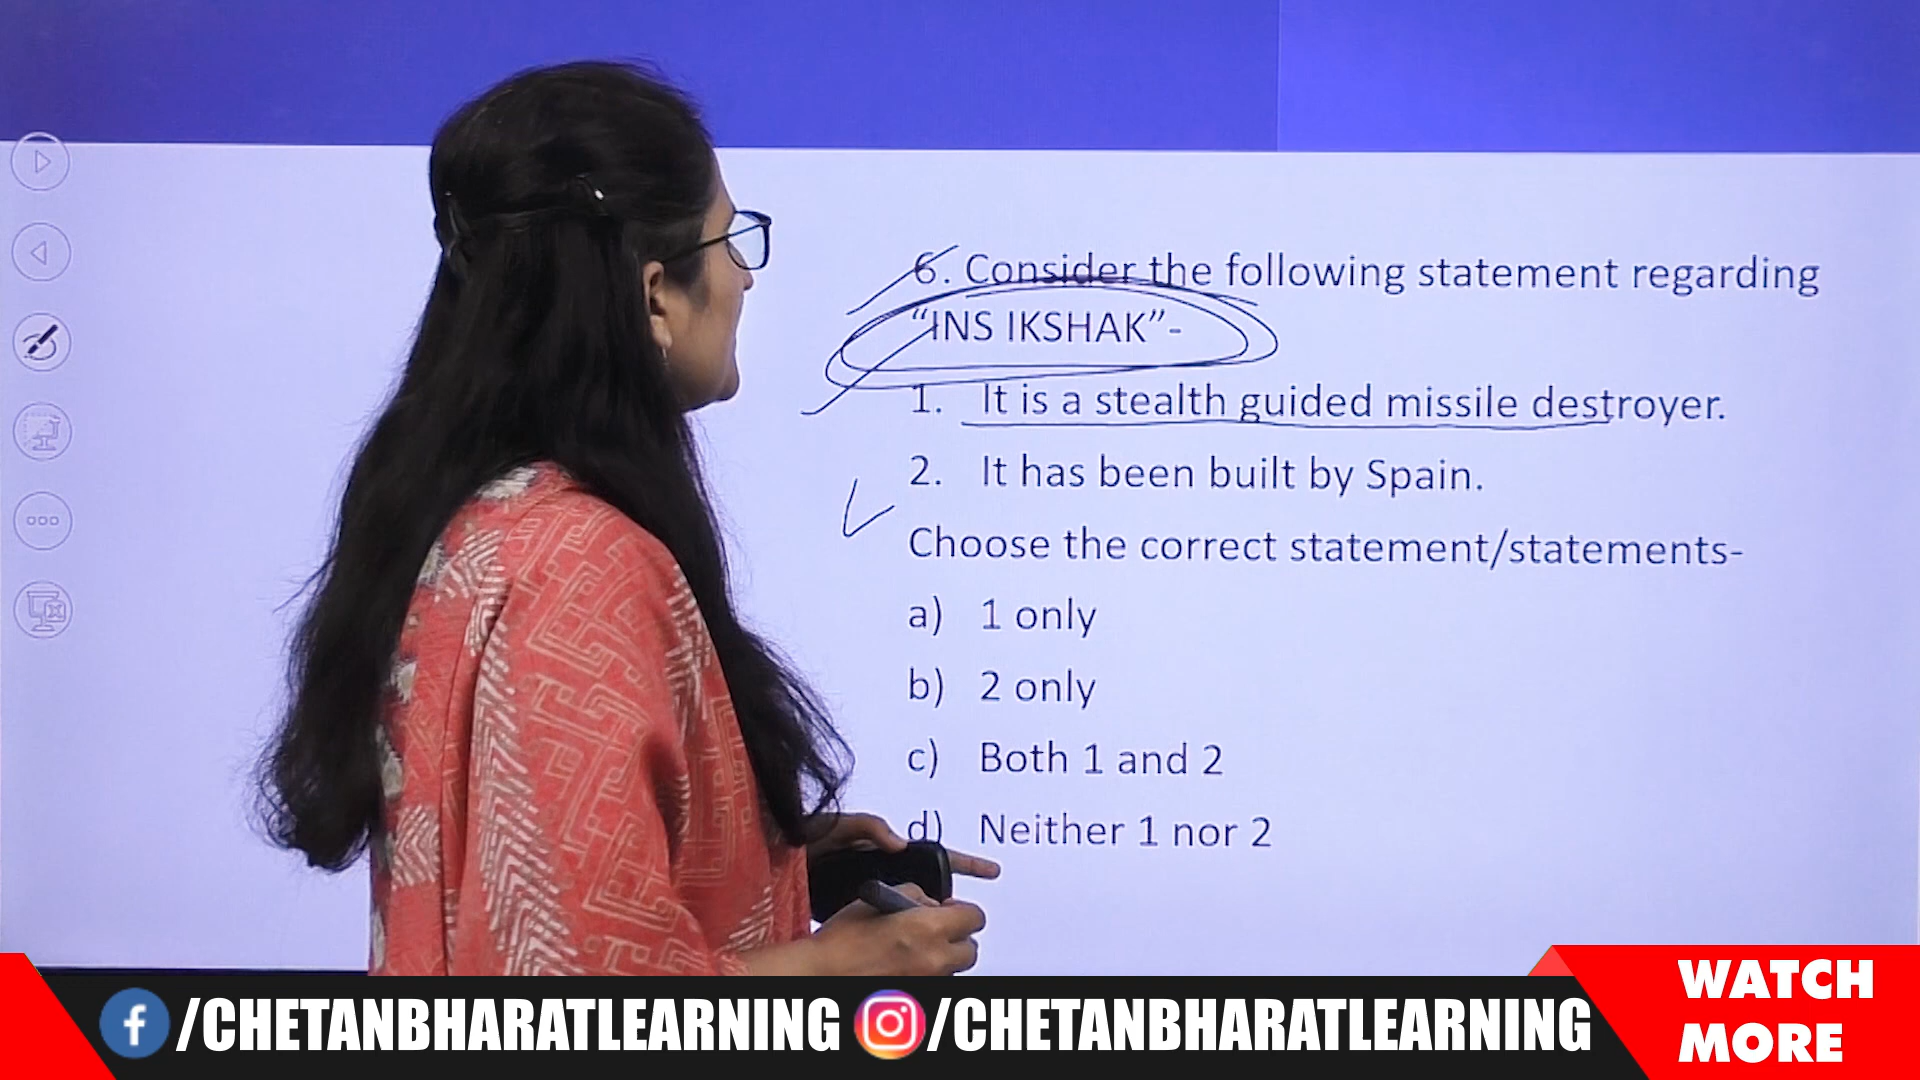 6. Consider the following statement regarding
“INS IKSHAK”-
1. It is a stealth guided missile destroyer.
2. It has been built by Spain.
Choose the correct statement/statements-
a) 1 only
b) 2 only
c) Both 1 and 2
d) Neither 1 nor 2
f /CHETANBHARATLEARNING /CHETANBHARATLEARNING
WATCH
MORE